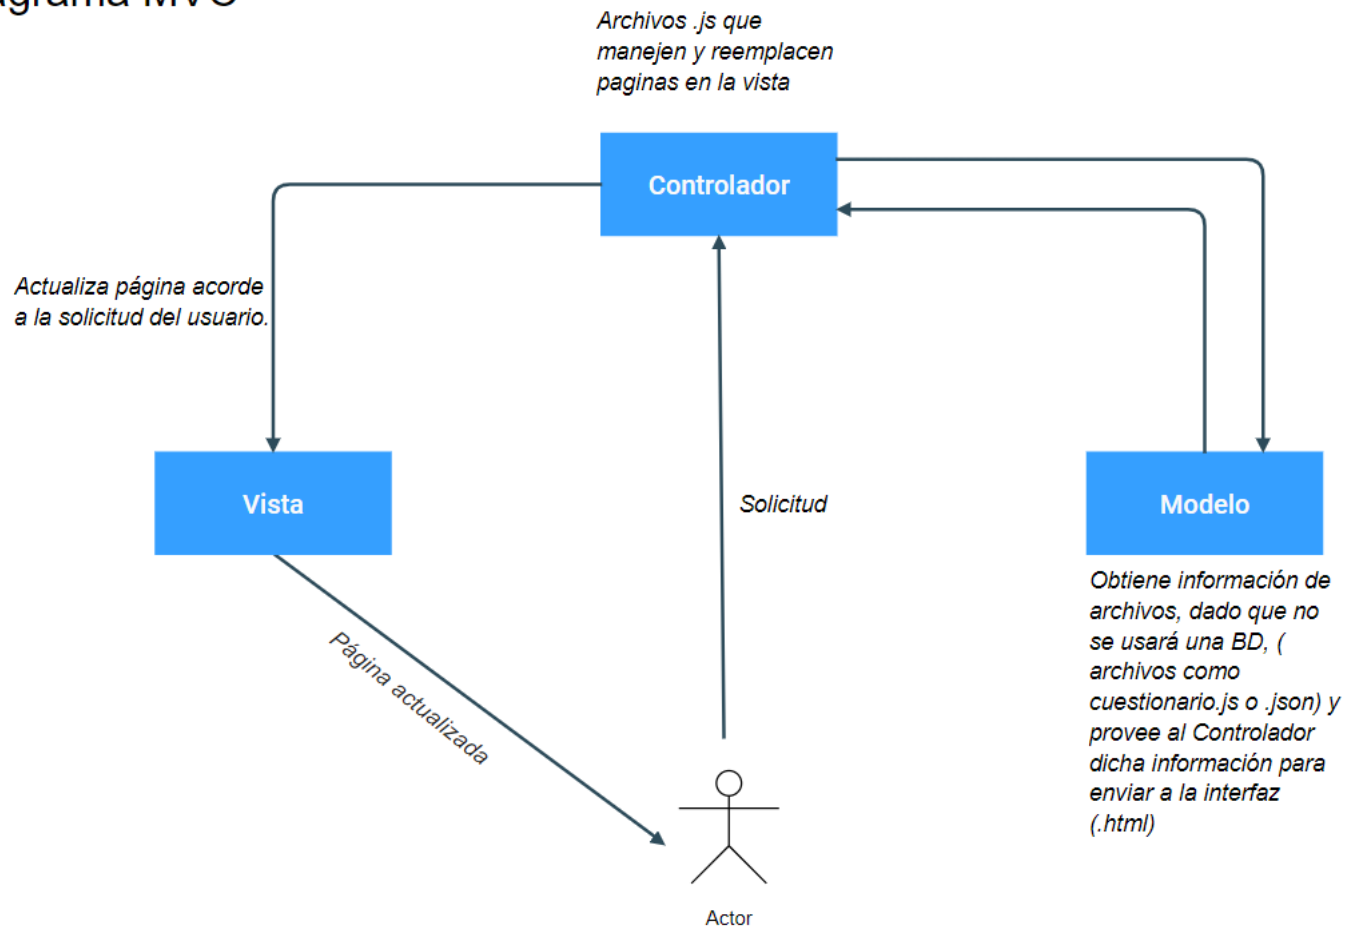 Archivos .js que
manejen y reemplacen
paginas en la vista
Controlador
Actualiza página acorde
a la solicitud del usuario.
Vista
Solicitud
Modelo
Página actualizada
Obtiene información de
archivos, dado que no
se usará una BD, (
archivos como
cuestionario.js o .json) y
provee al Controlador
dicha información para
enviar a la interfaz
(.html)
Actor